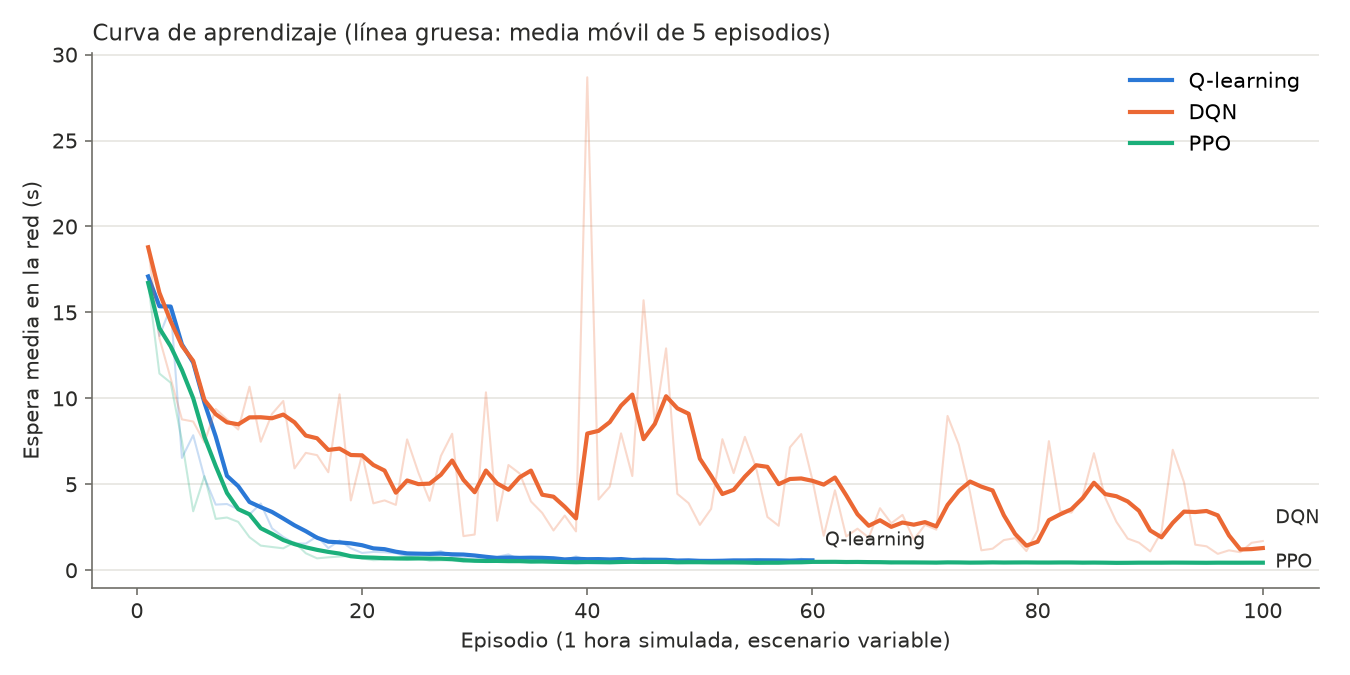 Curva de aprendizaje (línea gruesa: media móvil de 5 episodios)
Espera media en la red (s)
30
25
20
15
10
5
0
Q-learning
DQN
PPO
Q-learning
DQN
PPO
0 20 40 60 80 100
Episodio (1 hora simulada, escenario variable)